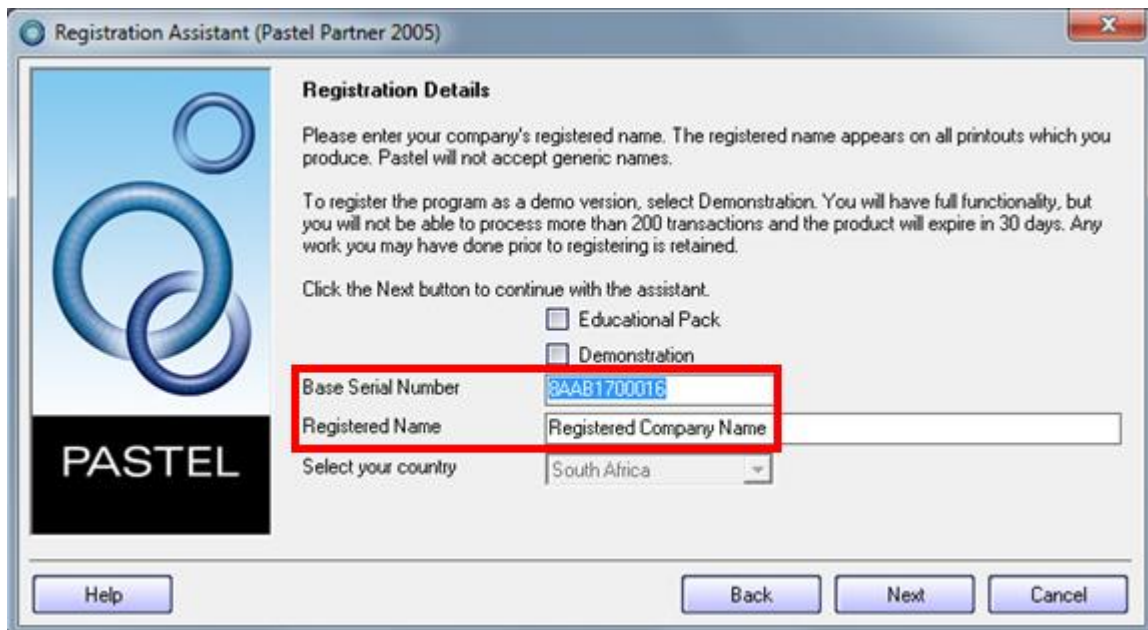 Registration Assistant (Pastel Partner 2005)
Registration Details
Please enter your company's registered name. The registered name appears on all printouts which you
produce. Pastel will not accept generic names.
To register the program as a demo version, select Demonstration. You will have full functionality, but
you will not be able to process more than 200 transactions and the product will expire in 30 days. Any
work you may have done prior to registering is retained.
Click the Next button to continue with the assistant.
Educational Pack
Demonstration
Base Serial Number 8AAB1700016
Registered Name Registered Company Name
Select your country South Africa
PASTEL
Help Back Next Cancel